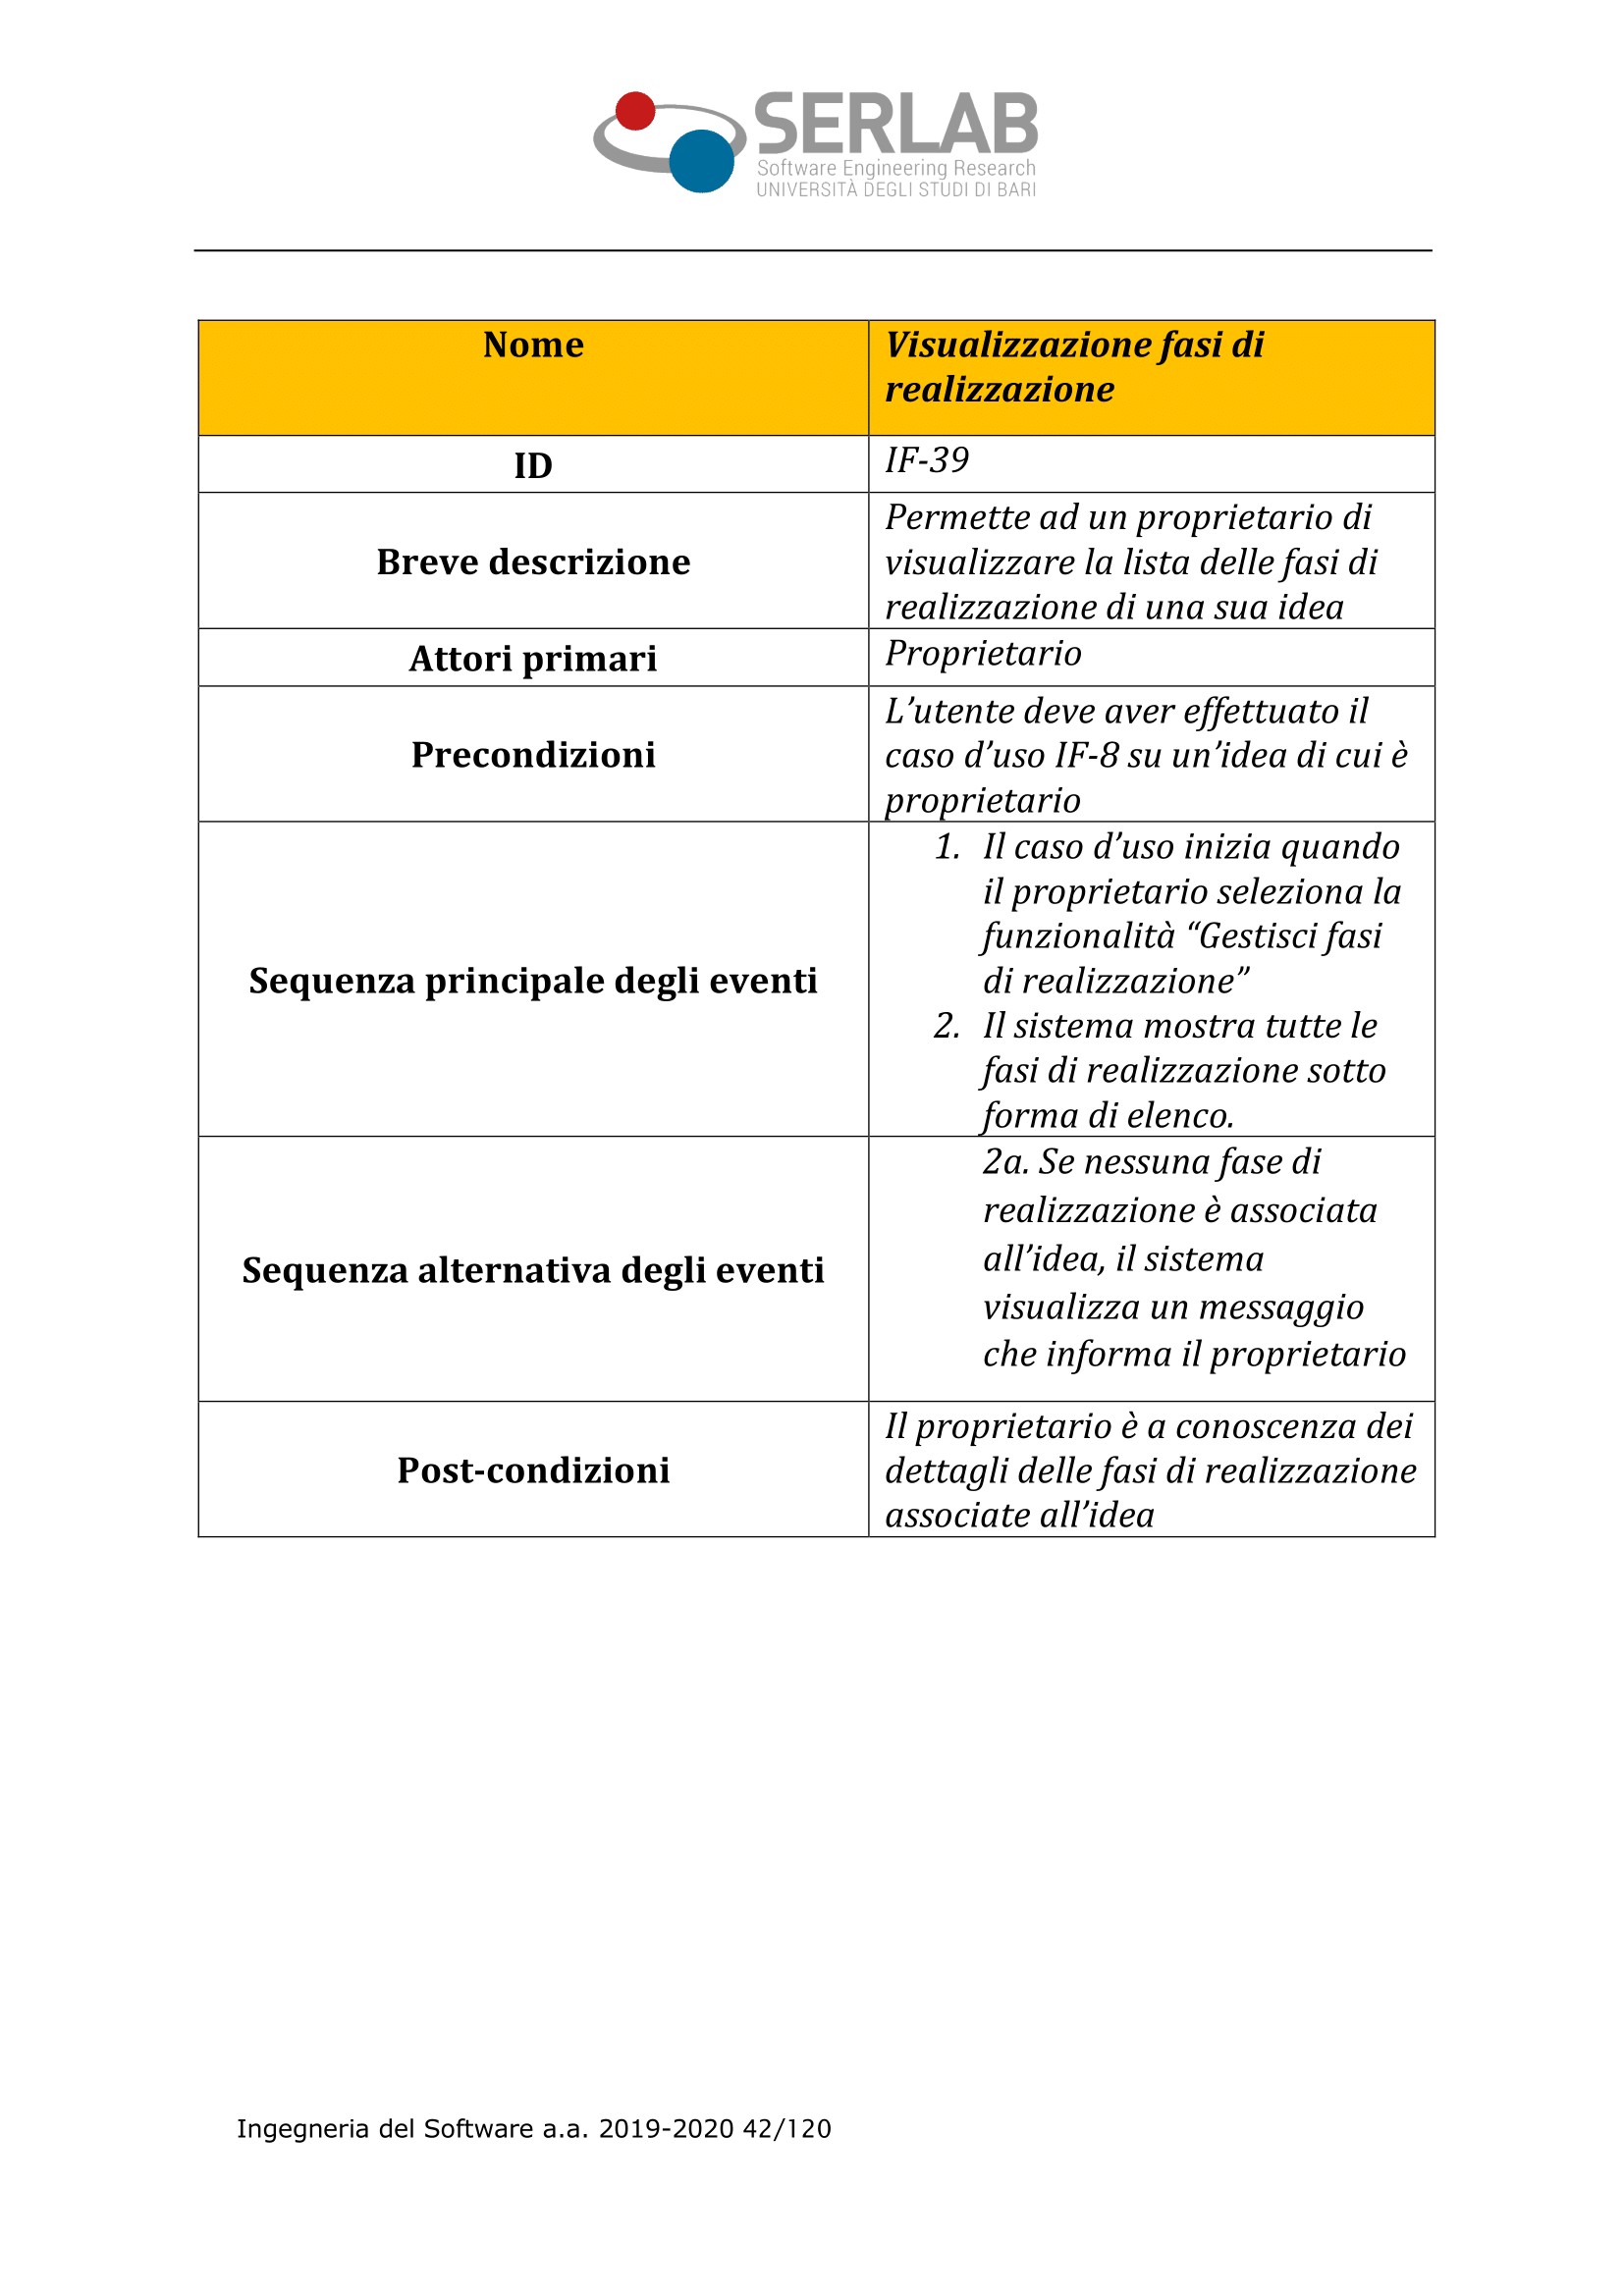 SERLAB
Software Engineering Research
UNIVERSITÀ DEGLI STUDI DI BARI
Nome
Visualizzazione fasi di
realizzazione
ID
IF-39
Breve descrizione
Permette ad un proprietario di
visualizzare la lista delle fasi di
realizzazione di una sua idea
Attori primari
Proprietario
Precondizioni
L’utente deve aver effettuato il
caso d’uso IF-8 su un’idea di cui è
proprietario
Sequenza principale degli eventi
1. Il caso d’uso inizia quando
il proprietario seleziona la
funzionalità “Gestisci fasi
di realizzazione”
2. Il sistema mostra tutte le
fasi di realizzazione sotto
forma di elenco.
Sequenza alternativa degli eventi
2a. Se nessuna fase di
realizzazione è associata
all’idea, il sistema
visualizza un messaggio
che informa il proprietario
Post-condizioni
Il proprietario è a conoscenza dei
dettagli delle fasi di realizzazione
associate all’idea
Ingegneria del Software a.a. 2019-2020 42/120